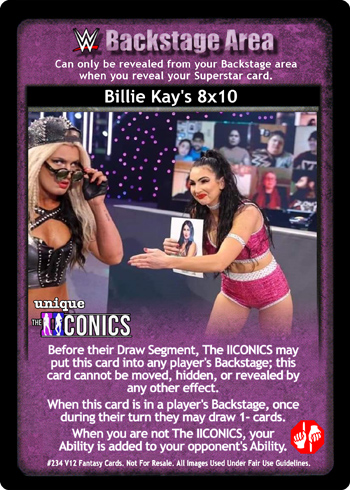 W Backstage Area
Can only be revealed from your Backstage area
when you reveal your Superstar card.
Billie Kay's 8x10
unique
THE IICONICS
Before their Draw Segment, The IICONICS may
put this card into any player's Backstage; this
card cannot be moved, hidden, or revealed by
any other effect.
When this card is in a player's Backstage, once
during their turn they may draw 1- cards.
When you are not The IICONICS, your
Ability is added to your opponent's Ability.
#234 V12 Fantasy Cards. Not For Resale. All Images Used Under Fair Use Guidelines.